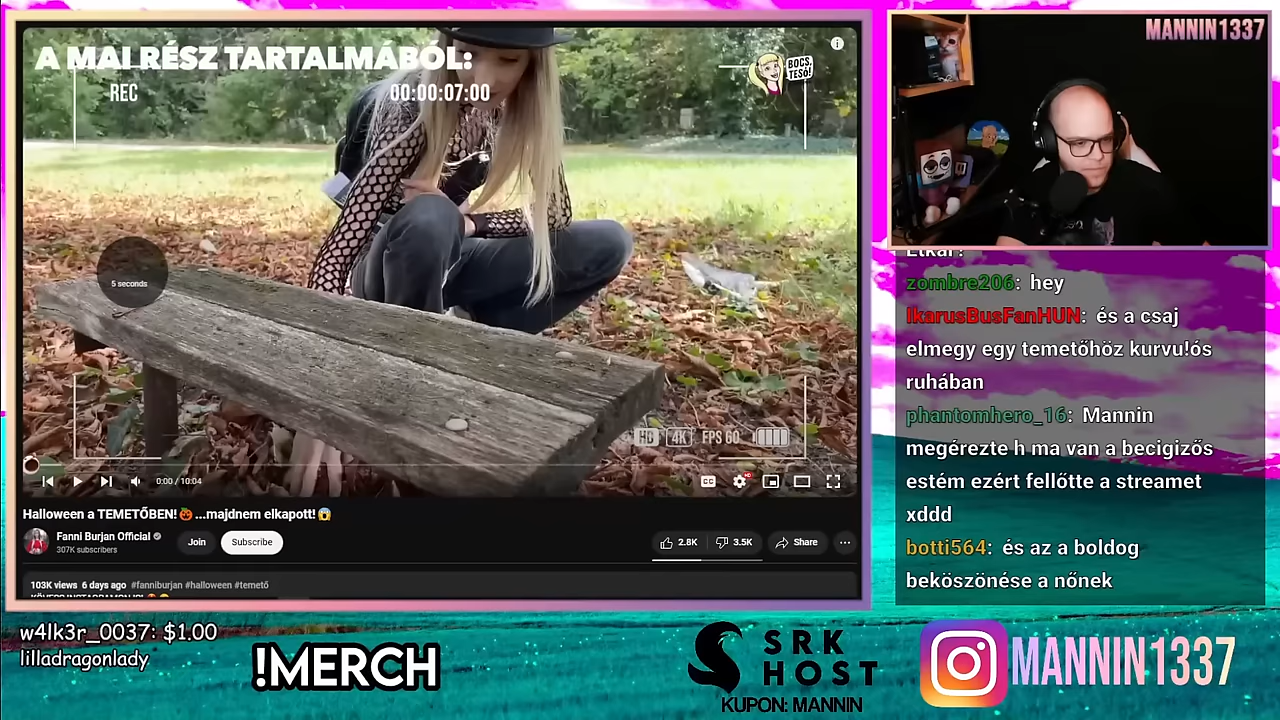 A MAI RÉSZ TARTALMÁBÓL:
REC
00:00:07:00
BOCS,
TESÓ!
5 seconds
HD 4K FPS 60
0:00 / 10:04
Halloween a TEMETŐBEN!🎃...majdnem elkapott!😱
Fanni Burjan Official
307K subscribers
Join
Subscribe
2.8K
3.5K
Share
103K views 6 days ago #fanniburjan #halloween #temető
MANNIN1337
zombre206: hey
IkarusBusFanHUN: és a csaj
elmegy egy temetőhöz kurvu!ós
ruhában
phantomhero_16: Mannin
megérezte h ma van a becigizős
estém ezért fellőtte a streamet
xddd
botti564: és az a boldog
beköszönése a nőnek
w4lk3r_0037: $1.00
lilladragonlady
!MERCH
SRK
HOST
KUPON: MANNIN
MANNIN1337